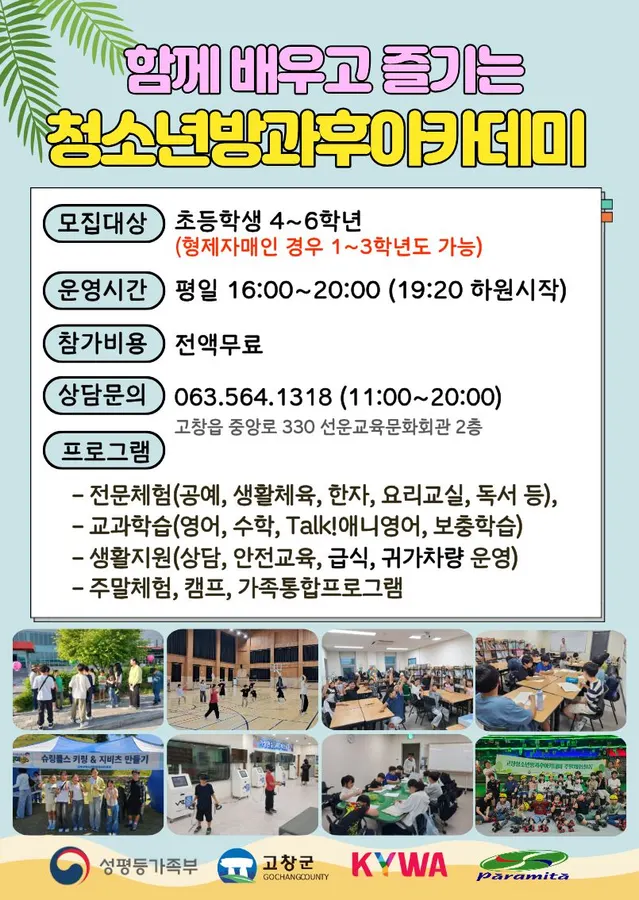 함께 배우고 즐기는
청소년방과후아카데미
모집대상 초등학생 4~6학년
(형제자매인 경우 1~3학년도 가능)
운영시간 평일 16:00~20:00 (19:20 하원시작)
참가비용 전액무료
상담문의 063.564.1318 (11:00~20:00)
고창읍 중앙로 330 선운교육문화회관 2층
프로그램
– 전문체험(공예, 생활체육, 한자, 요리교실, 독서 등),
– 교과학습(영어, 수학, Talk!애니영어, 보충학습)
– 생활지원(상담, 안전교육, 급식, 귀가차량 운영)
– 주말체험, 캠프, 가족통합프로그램
슈링클스 키링 & 지비츠 만들기
성평등가족부
고창군
GOCHANGCOUNTY
KYWA
Paramita